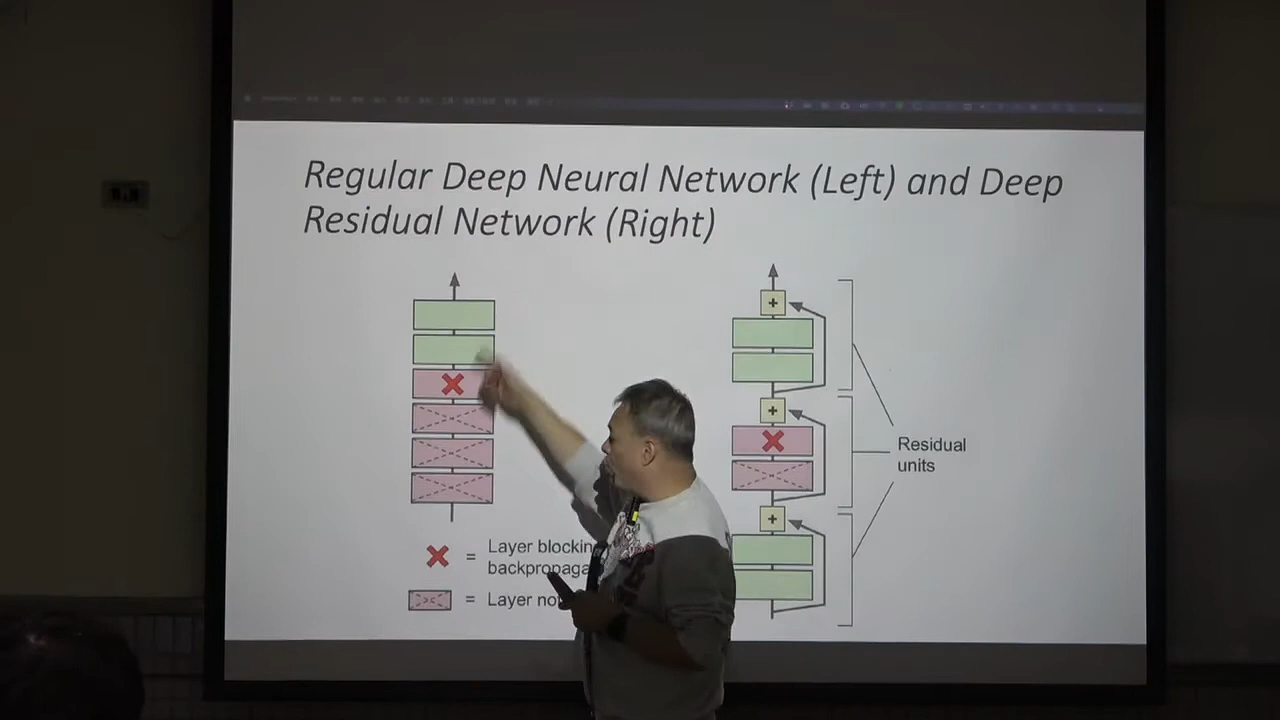 Regular Deep Neural Network (Left) and Deep
Residual Network (Right)
+
+
Residual
units
+
= Layer blockin
backpropaga
= Layer no